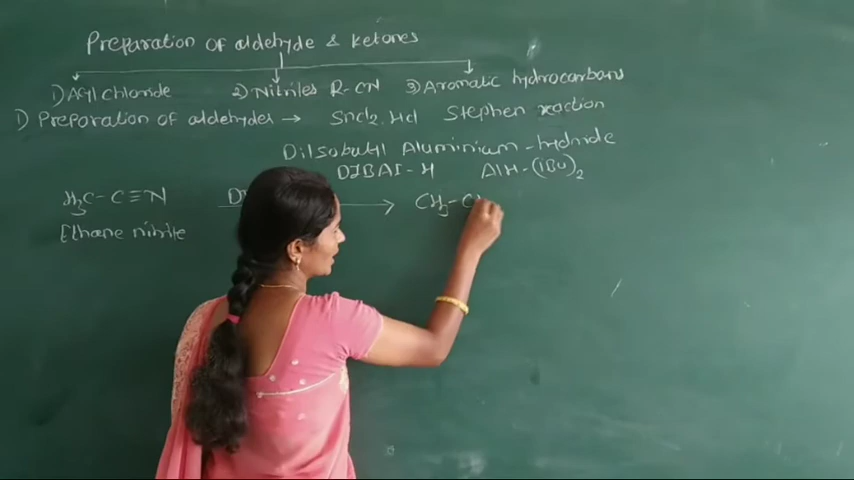 Preparation of aldehyde & ketones
1) Acyl chloride 2) Nitriles R-CN 3) Aromatic hydrocarbons
1) Preparation of aldehydes → SnCl2. Hcl Stephen reaction
Diisobutyl Aluminium-hydride
DIBAl-H AlH-(iBu)2
H3C-C≡N → CH3-C
Ethane nitrile